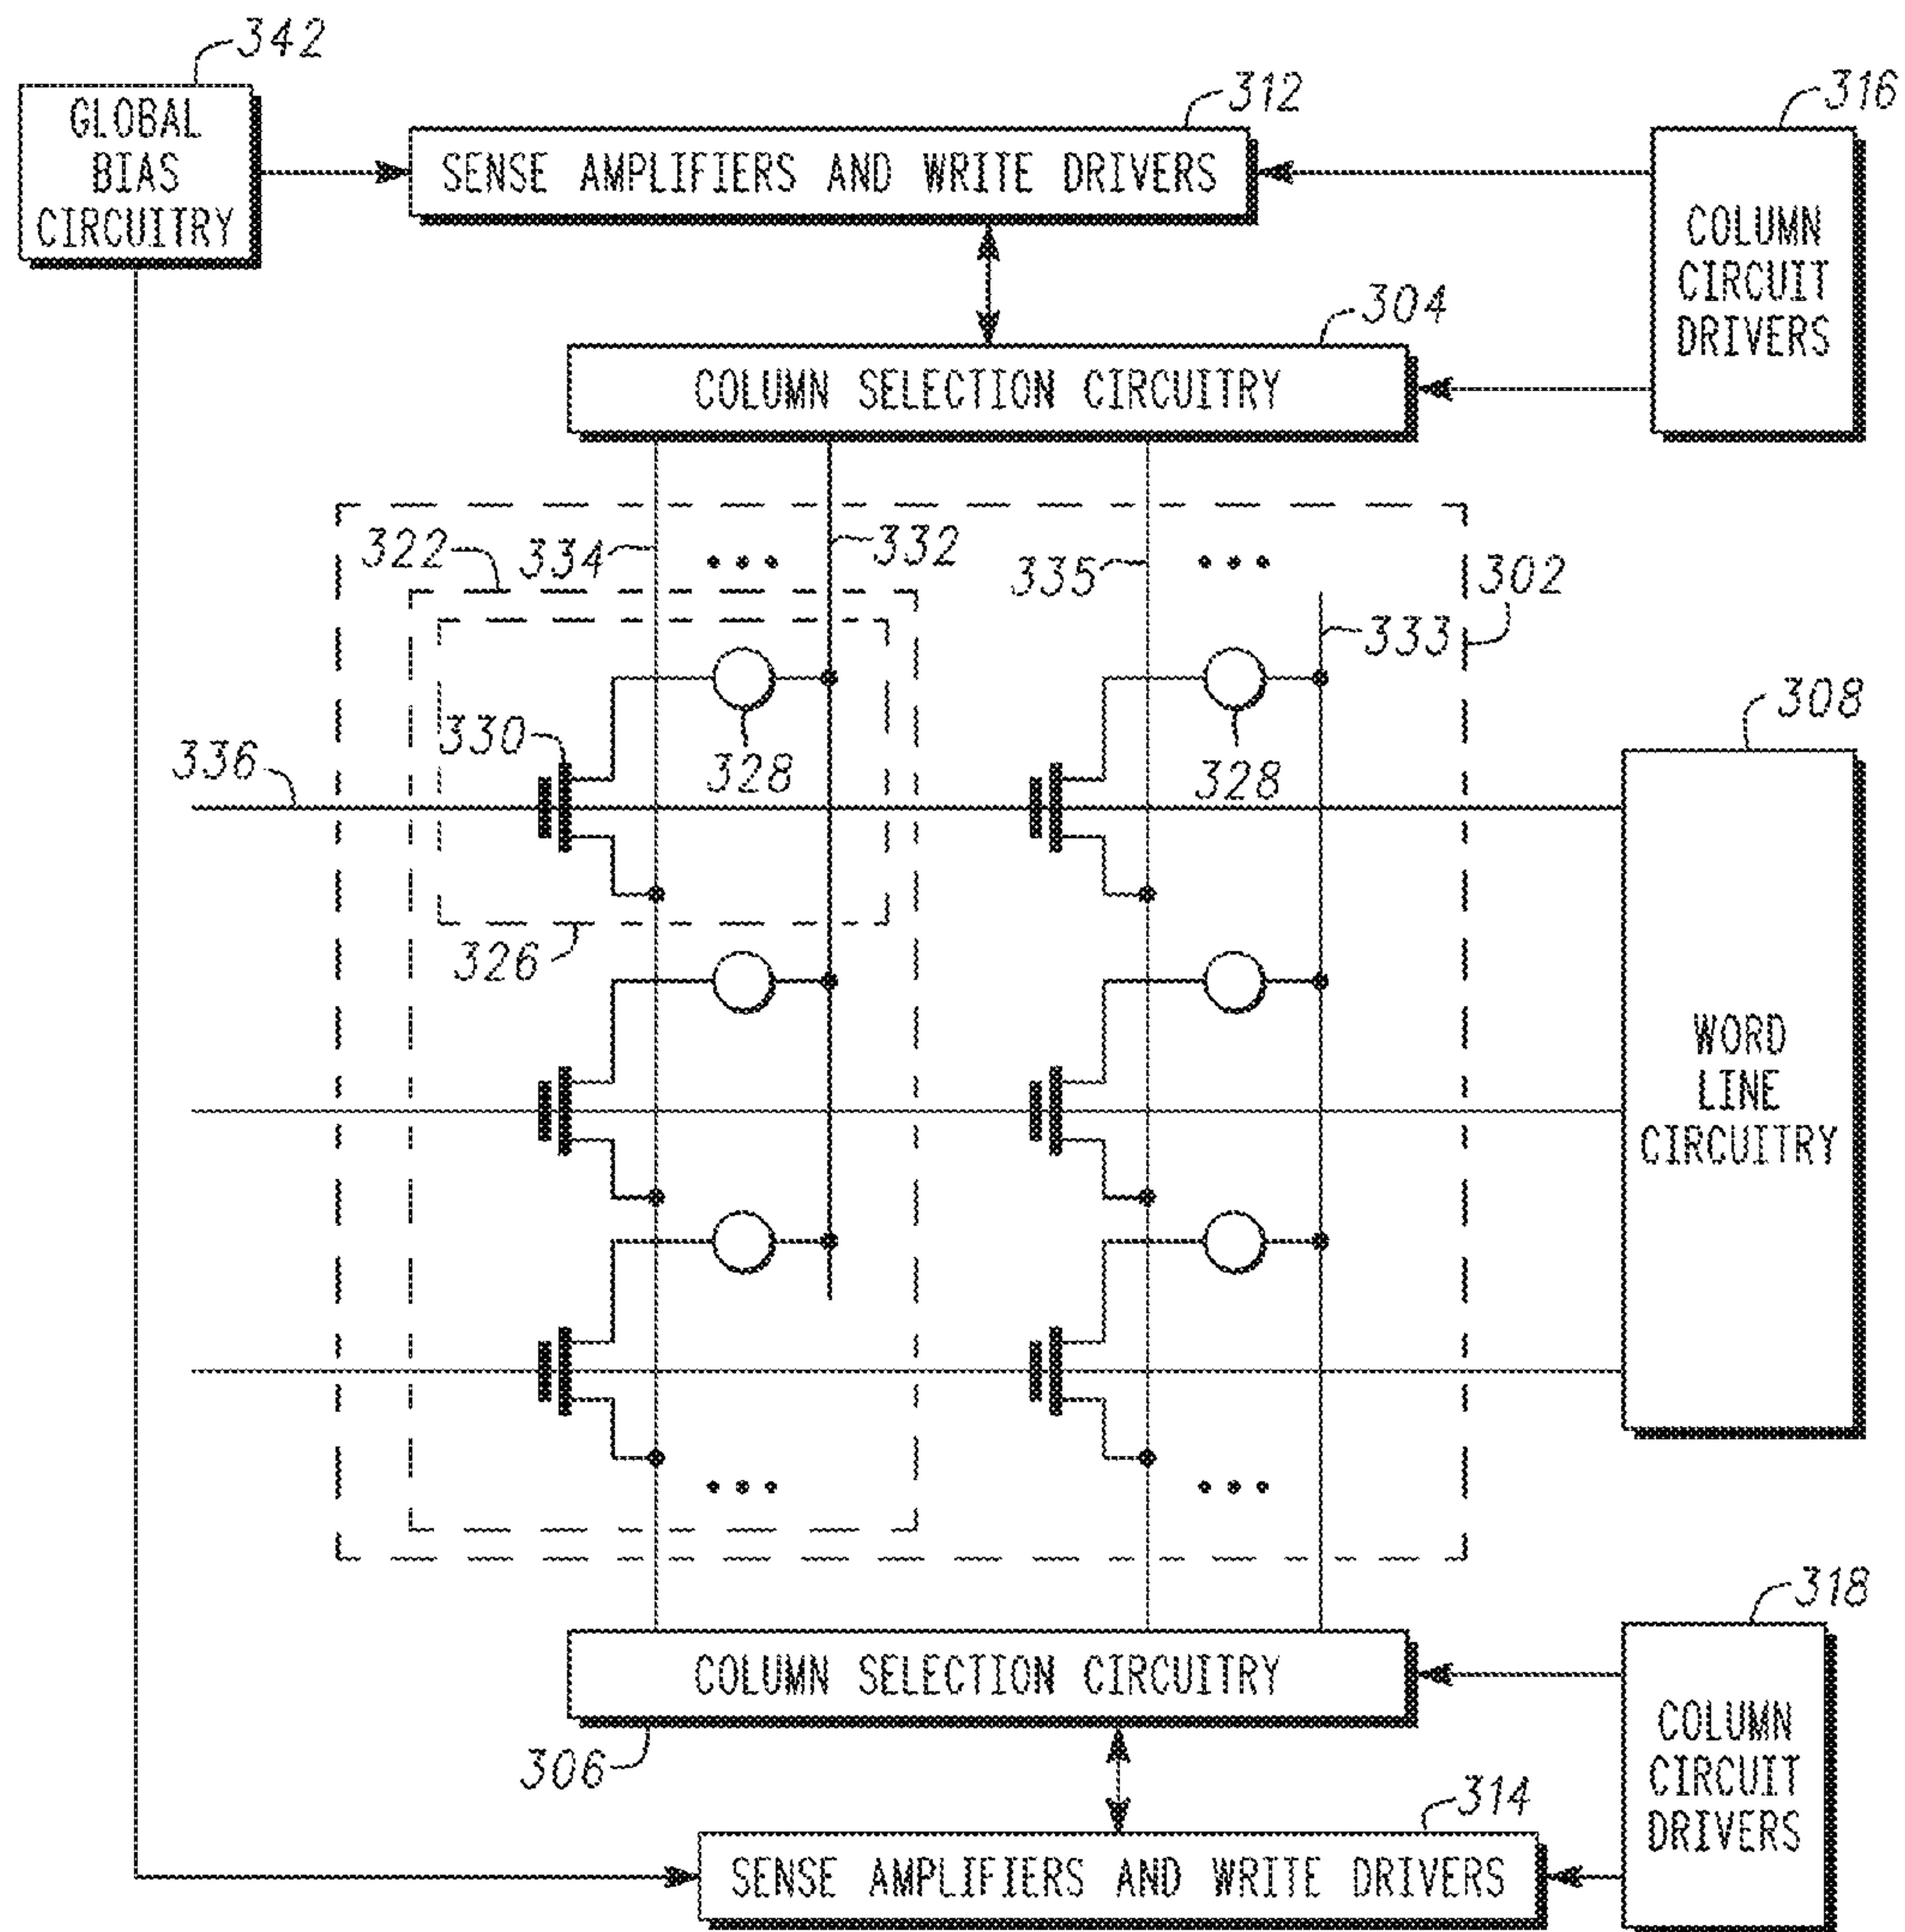 342
GLOBAL
BIAS
CIRCUITRY
312
SENSE AMPLIFIERS AND WRITE DRIVERS
316
COLUMN
CIRCUIT
DRIVERS
304
COLUMN SELECTION CIRCUITRY
322
334
...
332
335
...
302
333
330
328
328
336
308
326
WORD
LINE
CIRCUITRY
...
...
318
COLUMN SELECTION CIRCUITRY
306
COLUMN
CIRCUIT
DRIVERS
314
SENSE AMPLIFIERS AND WRITE DRIVERS